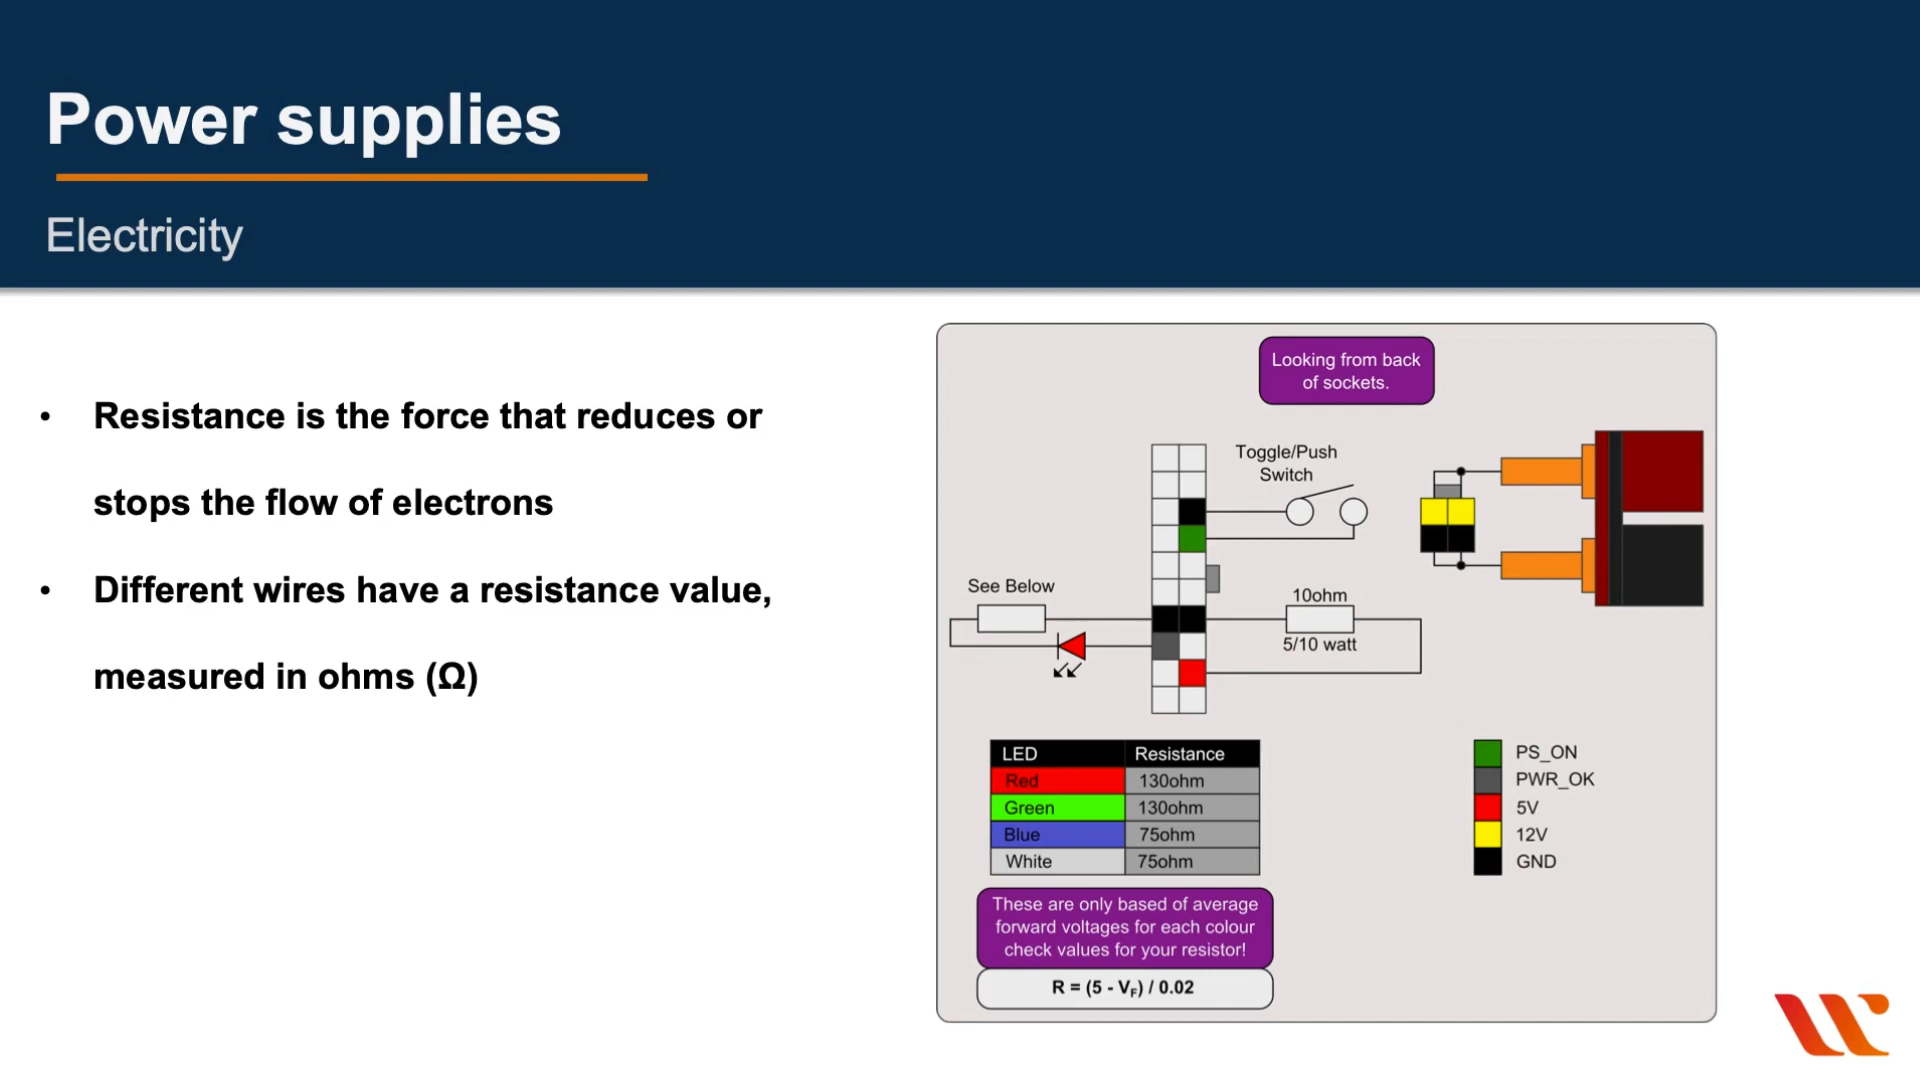 Power supplies
Electricity
• Resistance is the force that reduces or
stops the flow of electrons
• Different wires have a resistance value,
measured in ohms (Ω)
Looking from back
of sockets.
Toggle/Push
Switch
See Below
10ohm
5/10 watt
LED Resistance
Red 130ohm
Green 130ohm
Blue 75ohm
White 75ohm
PS_ON
PWR_OK
5V
12V
GND
These are only based of average
forward voltages for each colour
check values for your resistor!
R = (5 - VF) / 0.02